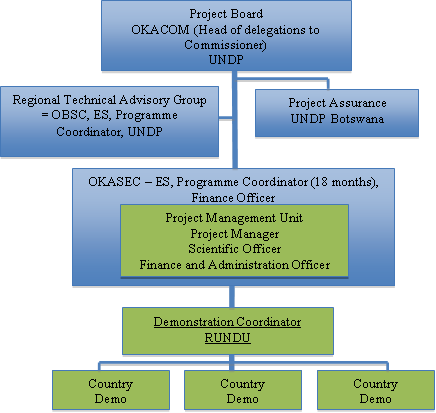 Project Board
OKACOM (Head of delegations to
Commissioner)
UNDP
Regional Technical Advisory Group
= OBSC, ES, Programme
Coordinator, UNDP
Project Assurance
UNDP Botswana
OKASEC – ES, Programme Coordinator (18 months),
Finance Officer
Project Management Unit
Project Manager
Scientific Officer
Finance and Administration Officer
Demonstration Coordinator
RUNDU
Country
Demo
Country
Demo
Country
Demo